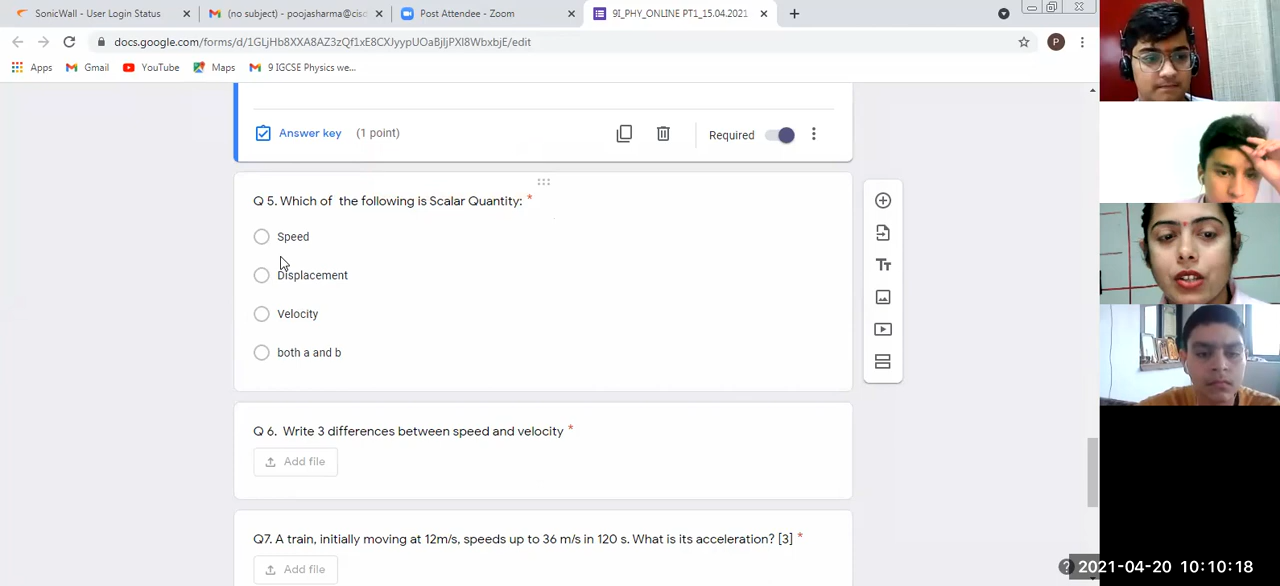 SonicWall - User Login Status
(no subject) - poojasharma@
Post Attendee - Zoom
9I_PHY_ONLINE PT1_15.04.2021
docs.google.com/forms/d/1GLjHb8XXA8AZ3zQf1xE8CXJyypUOaBjIjPXl8WbxbjE/edit
P
Apps
Gmail
YouTube
Maps
9 IGCSE Physics we...
Answer key
(1 point)
Required
Q 5. Which of the following is Scalar Quantity: *
Speed
Displacement
Velocity
both a and b
Tт
Q 6. Write 3 differences between speed and velocity *
Add file
Q7. A train, initially moving at 12m/s, speeds up to 36 m/s in 120 s. What is its acceleration? [3] *
Add file
2021-04-20 10:10:18